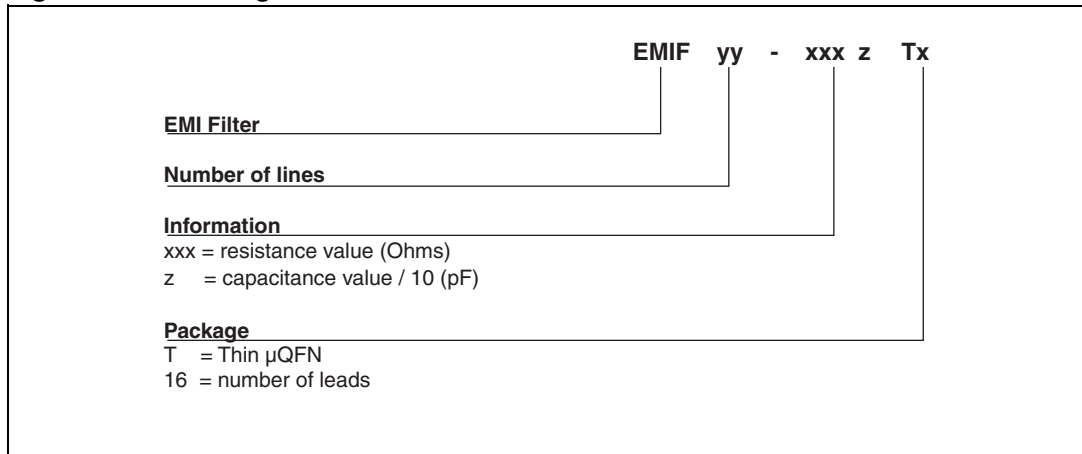 EMIF yy - xxx z Tx
EMI Filter
Number of lines
Information
xxx = resistance value (Ohms)
z = capacitance value / 10 (pF)
Package
T = Thin µQFN
16 = number of leads